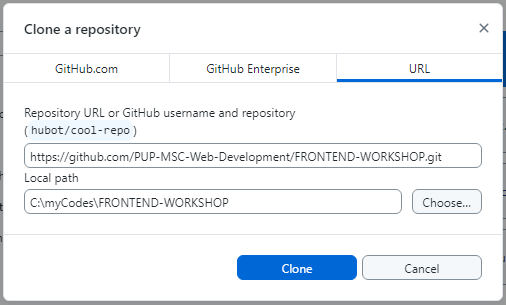 Clone a repository
GitHub.com
GitHub Enterprise
URL
Repository URL or GitHub username and repository
(hubot/cool-repo)
https://github.com/PUP-MSC-Web-Development/FRONTEND-WORKSHOP.git
Local path
C:\myCodes\FRONTEND-WORKSHOP
Choose...
Clone
Cancel